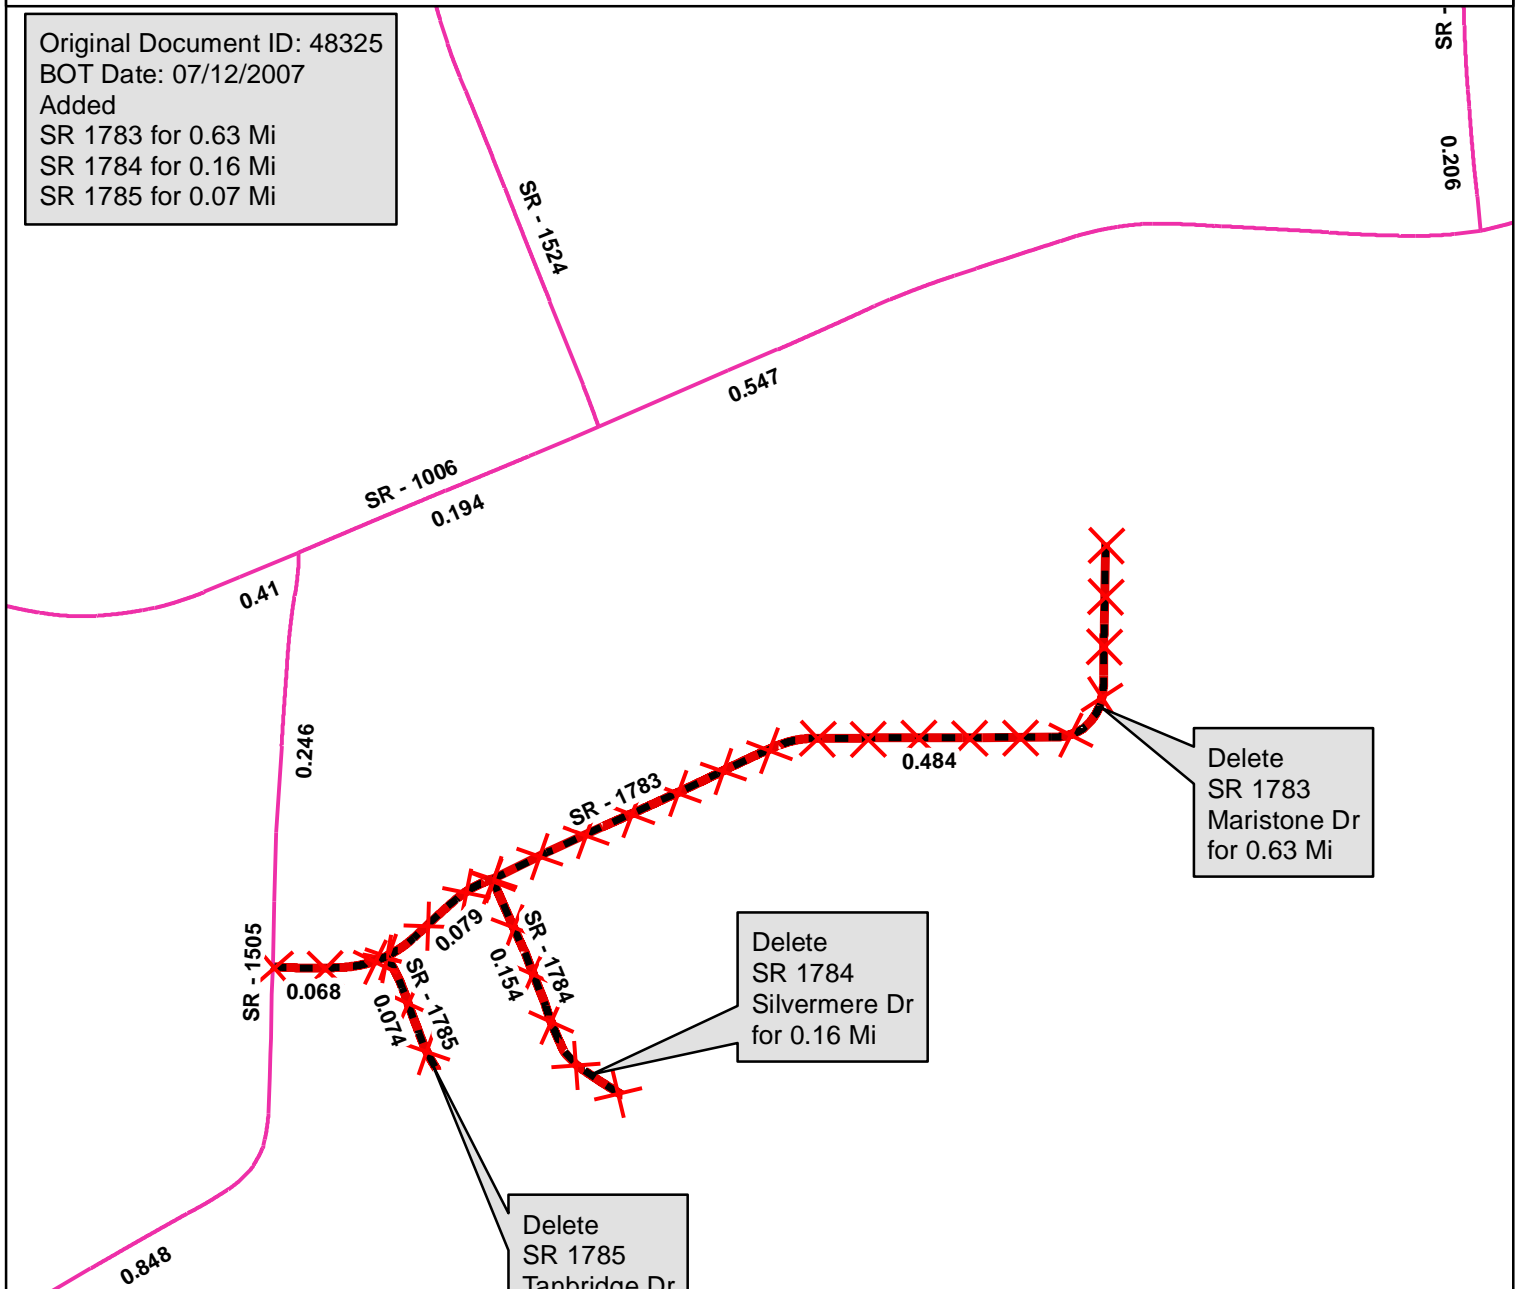 Original Document ID: 48325
BOT Date: 07/12/2007
Added
SR 1783 for 0.63 Mi
SR 1784 for 0.16 Mi
SR 1785 for 0.07 Mi
SR -
0.206
SR - 1524
0.547
SR - 1006
0.194
0.41
0.246
SR - 1783
0.484
Delete
SR 1783
Maristone Dr
for 0.63 Mi
0.079
SR - 1784
0.154
SR - 1505
0.068
SR - 1785
0.074
Delete
SR 1784
Silvermere Dr
for 0.16 Mi
Delete
SR 1785
Tanbridge Dr
0.848